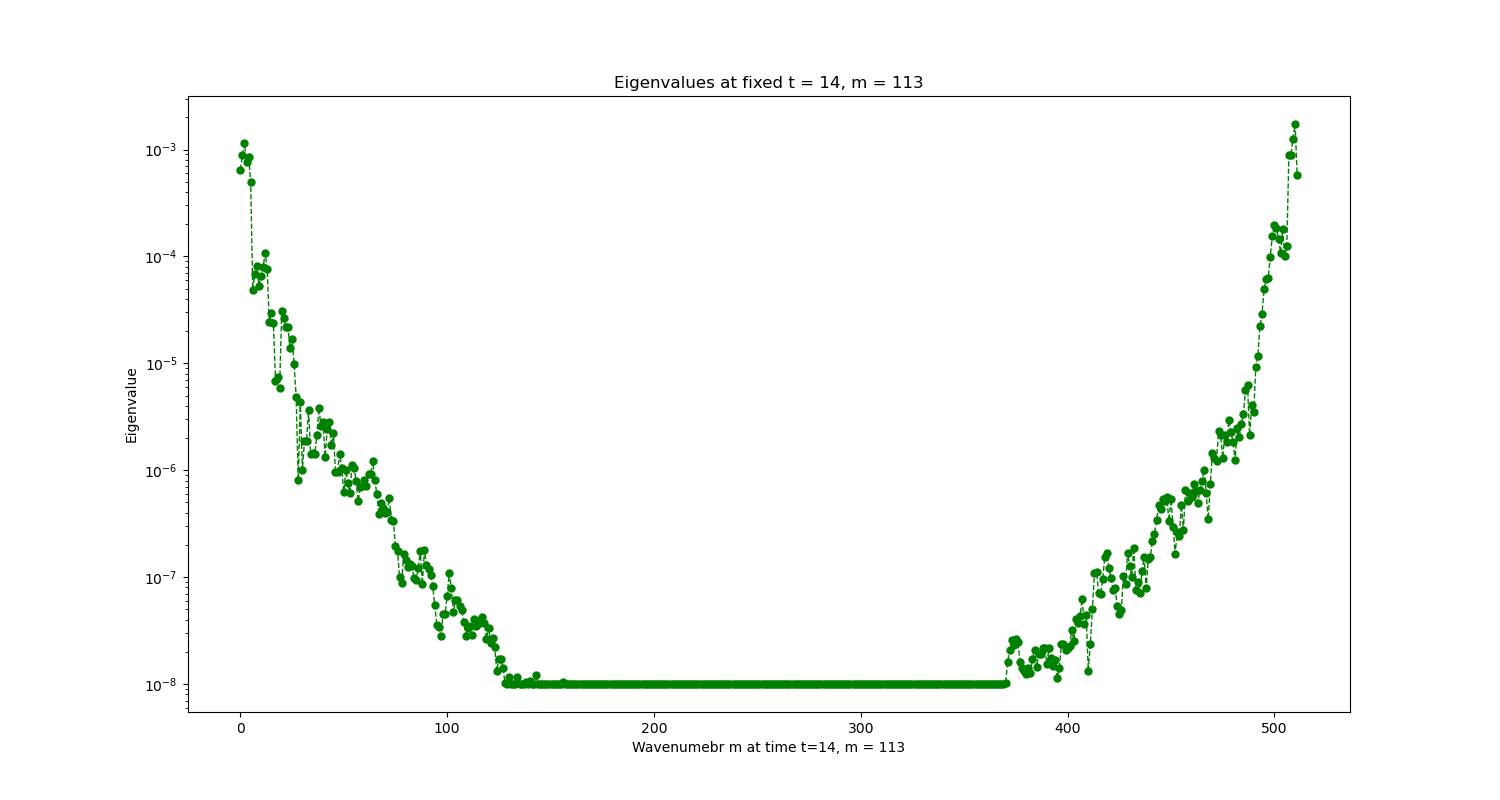 Eigenvalues at fixed t = 14, m = 113
10⁻³
10⁻⁴
10⁻⁵
10⁻⁶
10⁻⁷
10⁻⁸
Eigenvalue
0 100 200 300 400 500
Wavenumebr m at time t=14, m = 113